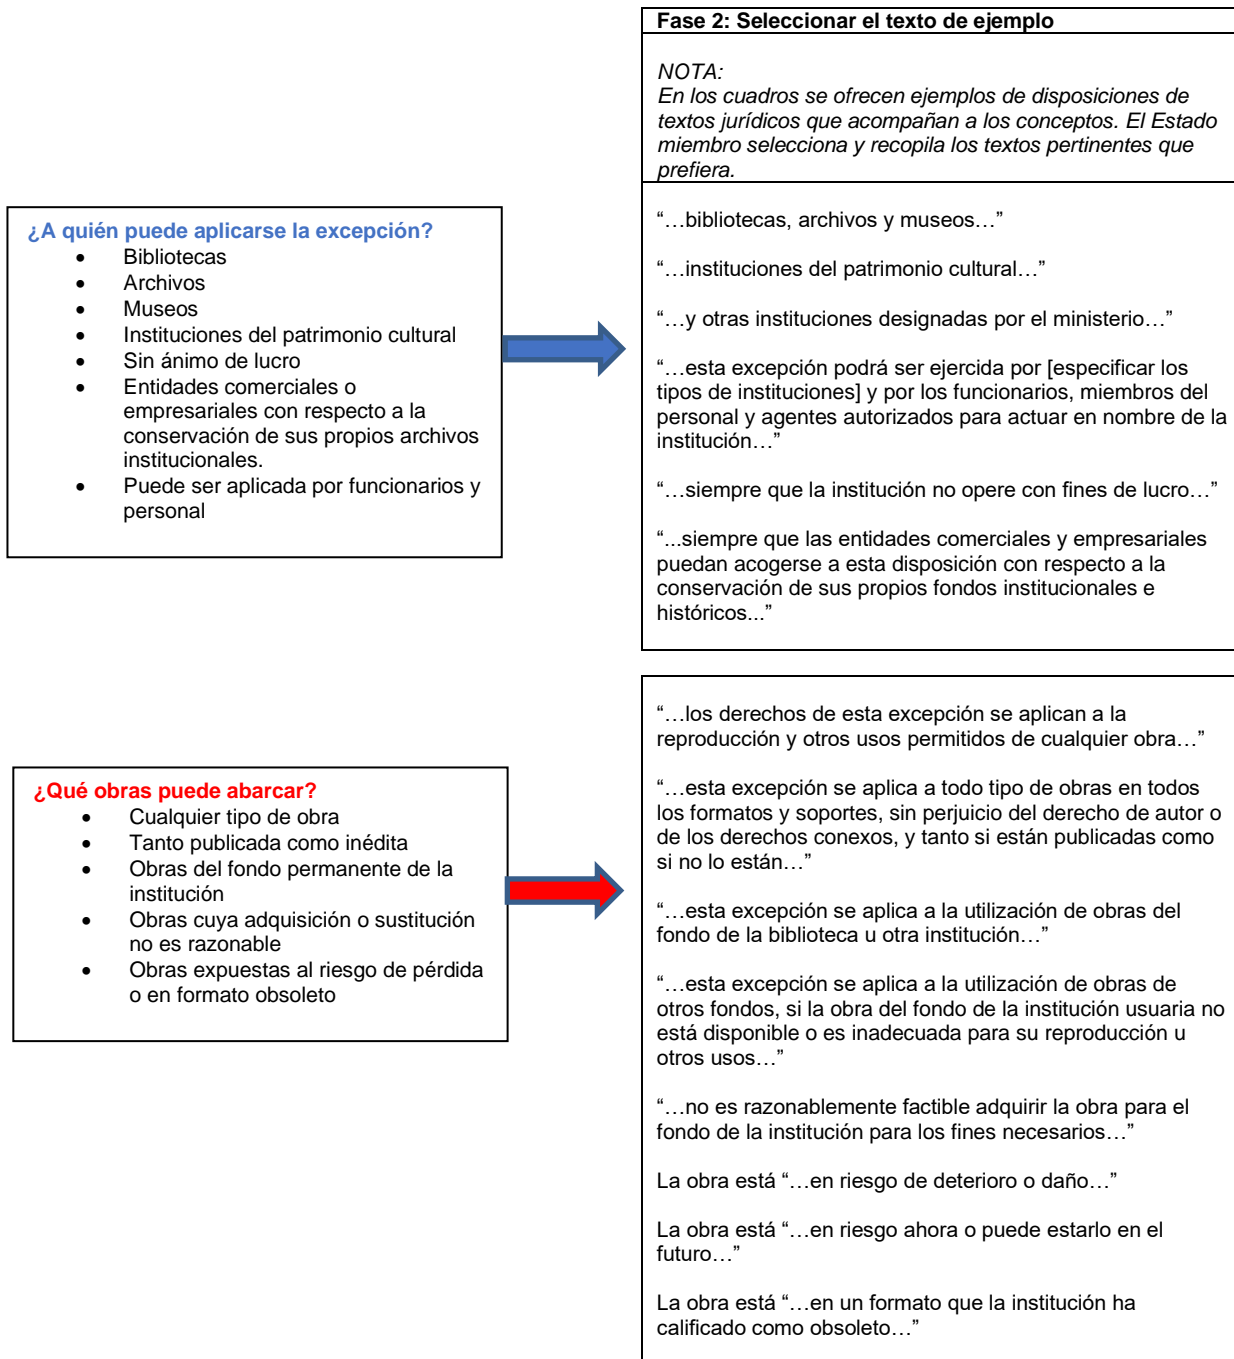 Fase 2: Seleccionar el texto de ejemplo
NOTA:
En los cuadros se ofrecen ejemplos de disposiciones de
textos jurídicos que acompañan a los conceptos. El Estado
miembro selecciona y recopila los textos pertinentes que
prefiera.
¿A quién puede aplicarse la excepción?
• Bibliotecas
• Archivos
• Museos
• Instituciones del patrimonio cultural
• Sin ánimo de lucro
• Entidades comerciales o
empresariales con respecto a la
conservación de sus propios archivos
institucionales.
• Puede ser aplicada por funcionarios y
personal
“…bibliotecas, archivos y museos…”
“…instituciones del patrimonio cultural…”
“…y otras instituciones designadas por el ministerio…”
“…esta excepción podrá ser ejercida por [especificar los
tipos de instituciones] y por los funcionarios, miembros del
personal y agentes autorizados para actuar en nombre de la
institución…”
“…siempre que la institución no opere con fines de lucro…”
“...siempre que las entidades comerciales y empresariales
puedan acogerse a esta disposición con respecto a la
conservación de sus propios fondos institucionales e
históricos...”
¿Qué obras puede abarcar?
• Cualquier tipo de obra
• Tanto publicada como inédita
• Obras del fondo permanente de la
institución
• Obras cuya adquisición o sustitución
no es razonable
• Obras expuestas al riesgo de pérdida
o en formato obsoleto
“…los derechos de esta excepción se aplican a la
reproducción y otros usos permitidos de cualquier obra…”
“…esta excepción se aplica a todo tipo de obras en todos
los formatos y soportes, sin perjuicio del derecho de autor o
de los derechos conexos, y tanto si están publicadas como
si no lo están…”
“…esta excepción se aplica a la utilización de obras del
fondo de la biblioteca u otra institución…”
“…esta excepción se aplica a la utilización de obras de
otros fondos, si la obra del fondo de la institución usuaria no
está disponible o es inadecuada para su reproducción u
otros usos…”
“…no es razonablemente factible adquirir la obra para el
fondo de la institución para los fines necesarios…”
La obra está “…en riesgo de deterioro o daño…”
La obra está “…en riesgo ahora o puede estarlo en el
futuro…”
La obra está “…en un formato que la institución ha
calificado como obsoleto…”